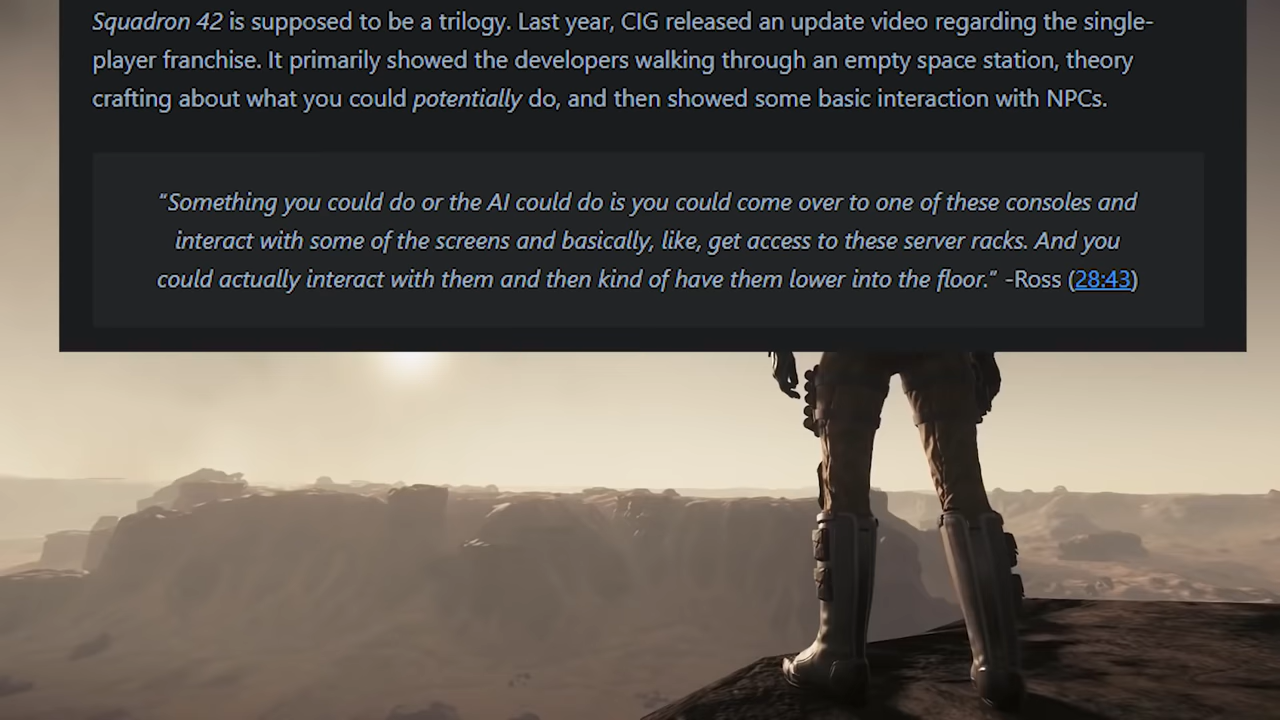 Squadron 42 is supposed to be a trilogy. Last year, CIG released an update video regarding the single-
player franchise. It primarily showed the developers walking through an empty space station, theory
crafting about what you could potentially do, and then showed some basic interaction with NPCs.
“Something you could do or the AI could do is you could come over to one of these consoles and
interact with some of the screens and basically, like, get access to these server racks. And you
could actually interact with them and then kind of have them lower into the floor.” -Ross (28:43)